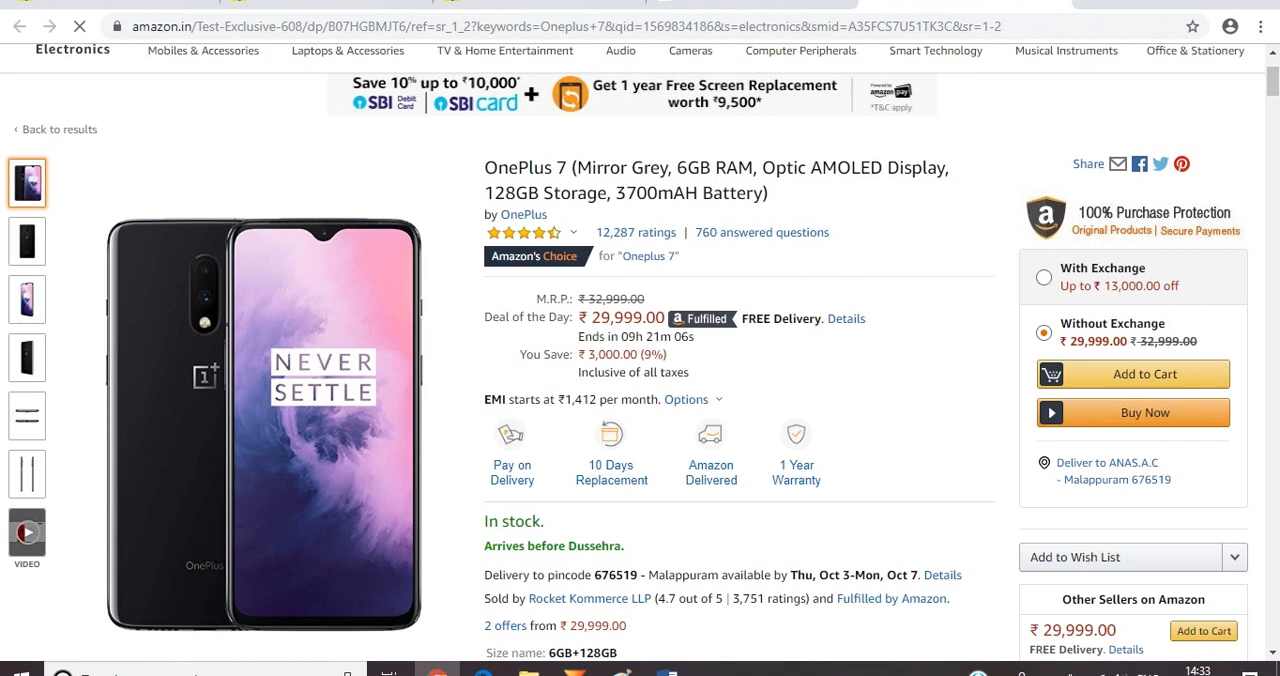 amazon.in/Test-Exclusive-608/dp/B07HGBMJT6/ref=sr_1_2?keywords=Oneplus+7&qid=1569834186&s=electronics&smid=A35FCS7U51TK3C&sr=1-2
Electronics Mobiles & Accessories Laptops & Accessories TV & Home Entertainment Audio Cameras Computer Peripherals Smart Technology Musical Instruments Office & Stationery
Save 10% up to ₹10,000*
SBI Debit Card | SBI card + Get 1 year Free Screen Replacement worth ₹9,500*
Powered by amazon pay
*T&C apply
‹ Back to results
OnePlus 7 (Mirror Grey, 6GB RAM, Optic AMOLED Display,
128GB Storage, 3700mAH Battery)
by OnePlus
12,287 ratings | 760 answered questions
Amazon's Choice for "Oneplus 7"
M.R.P.: ₹ 32,999.00
Deal of the Day: ₹ 29,999.00 a Fulfilled FREE Delivery. Details
Ends in 09h 21m 06s
You Save: ₹ 3,000.00 (9%)
Inclusive of all taxes
EMI starts at ₹1,412 per month. Options
Pay on Delivery
10 Days Replacement
Amazon Delivered
1 Year Warranty
In stock.
Arrives before Dussehra.
Delivery to pincode 676519 - Malappuram available by Thu, Oct 3-Mon, Oct 7. Details
Sold by Rocket Kommerce LLP (4.7 out of 5 | 3,751 ratings) and Fulfilled by Amazon.
2 offers from ₹ 29,999.00
Size name: 6GB+128GB
NEVER
SETTLE
1+
OnePlus
VIDEO
Share
a
100% Purchase Protection
Original Products | Secure Payments
With Exchange
Up to ₹ 13,000.00 off
Without Exchange
₹ 29,999.00 ₹ 32,999.00
Add to Cart
Buy Now
Deliver to ANAS.A.C
- Malappuram 676519
Add to Wish List
Other Sellers on Amazon
₹ 29,999.00 Add to Cart
FREE Delivery. Details
14:33